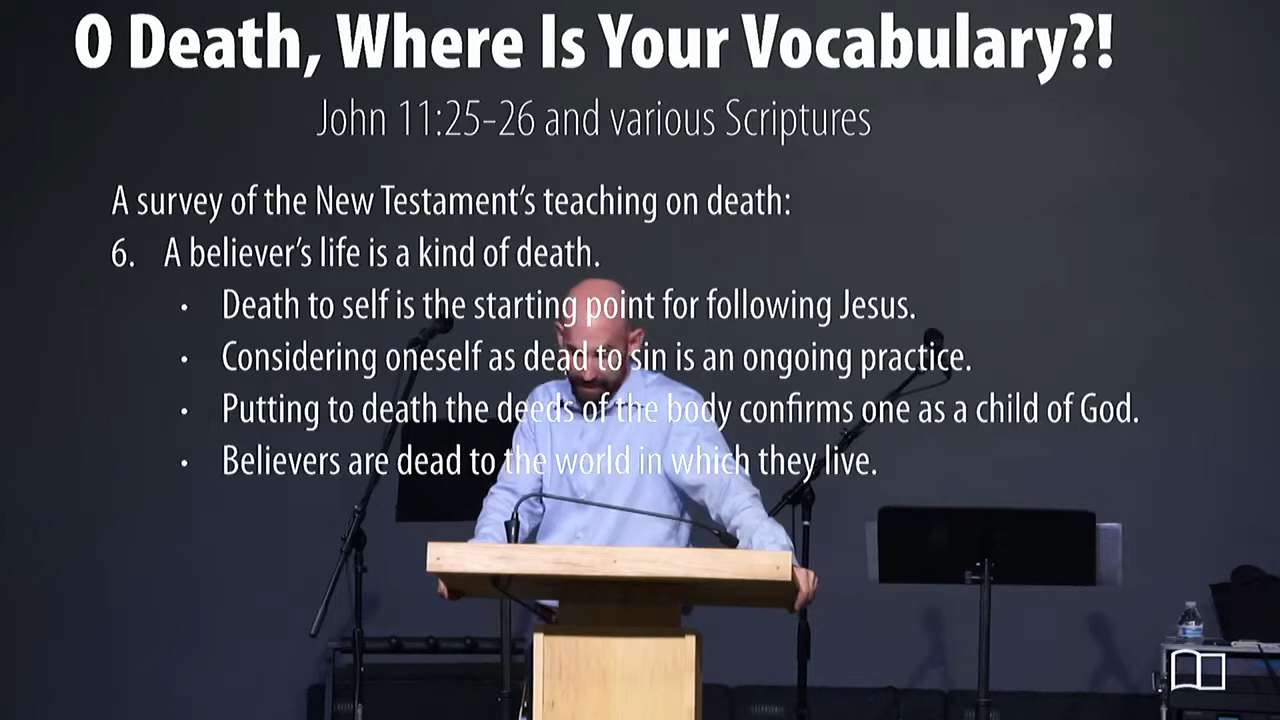 O Death, Where Is Your Vocabulary?!
John 11:25-26 and various Scriptures
A survey of the New Testament's teaching on death:
6. A believer's life is a kind of death.
• Death to self is the starting point for following Jesus.
• Considering oneself as dead to sin is an ongoing practice.
• Putting to death the deeds of the body confirms one as a child of God.
• Believers are dead to the world in which they live.